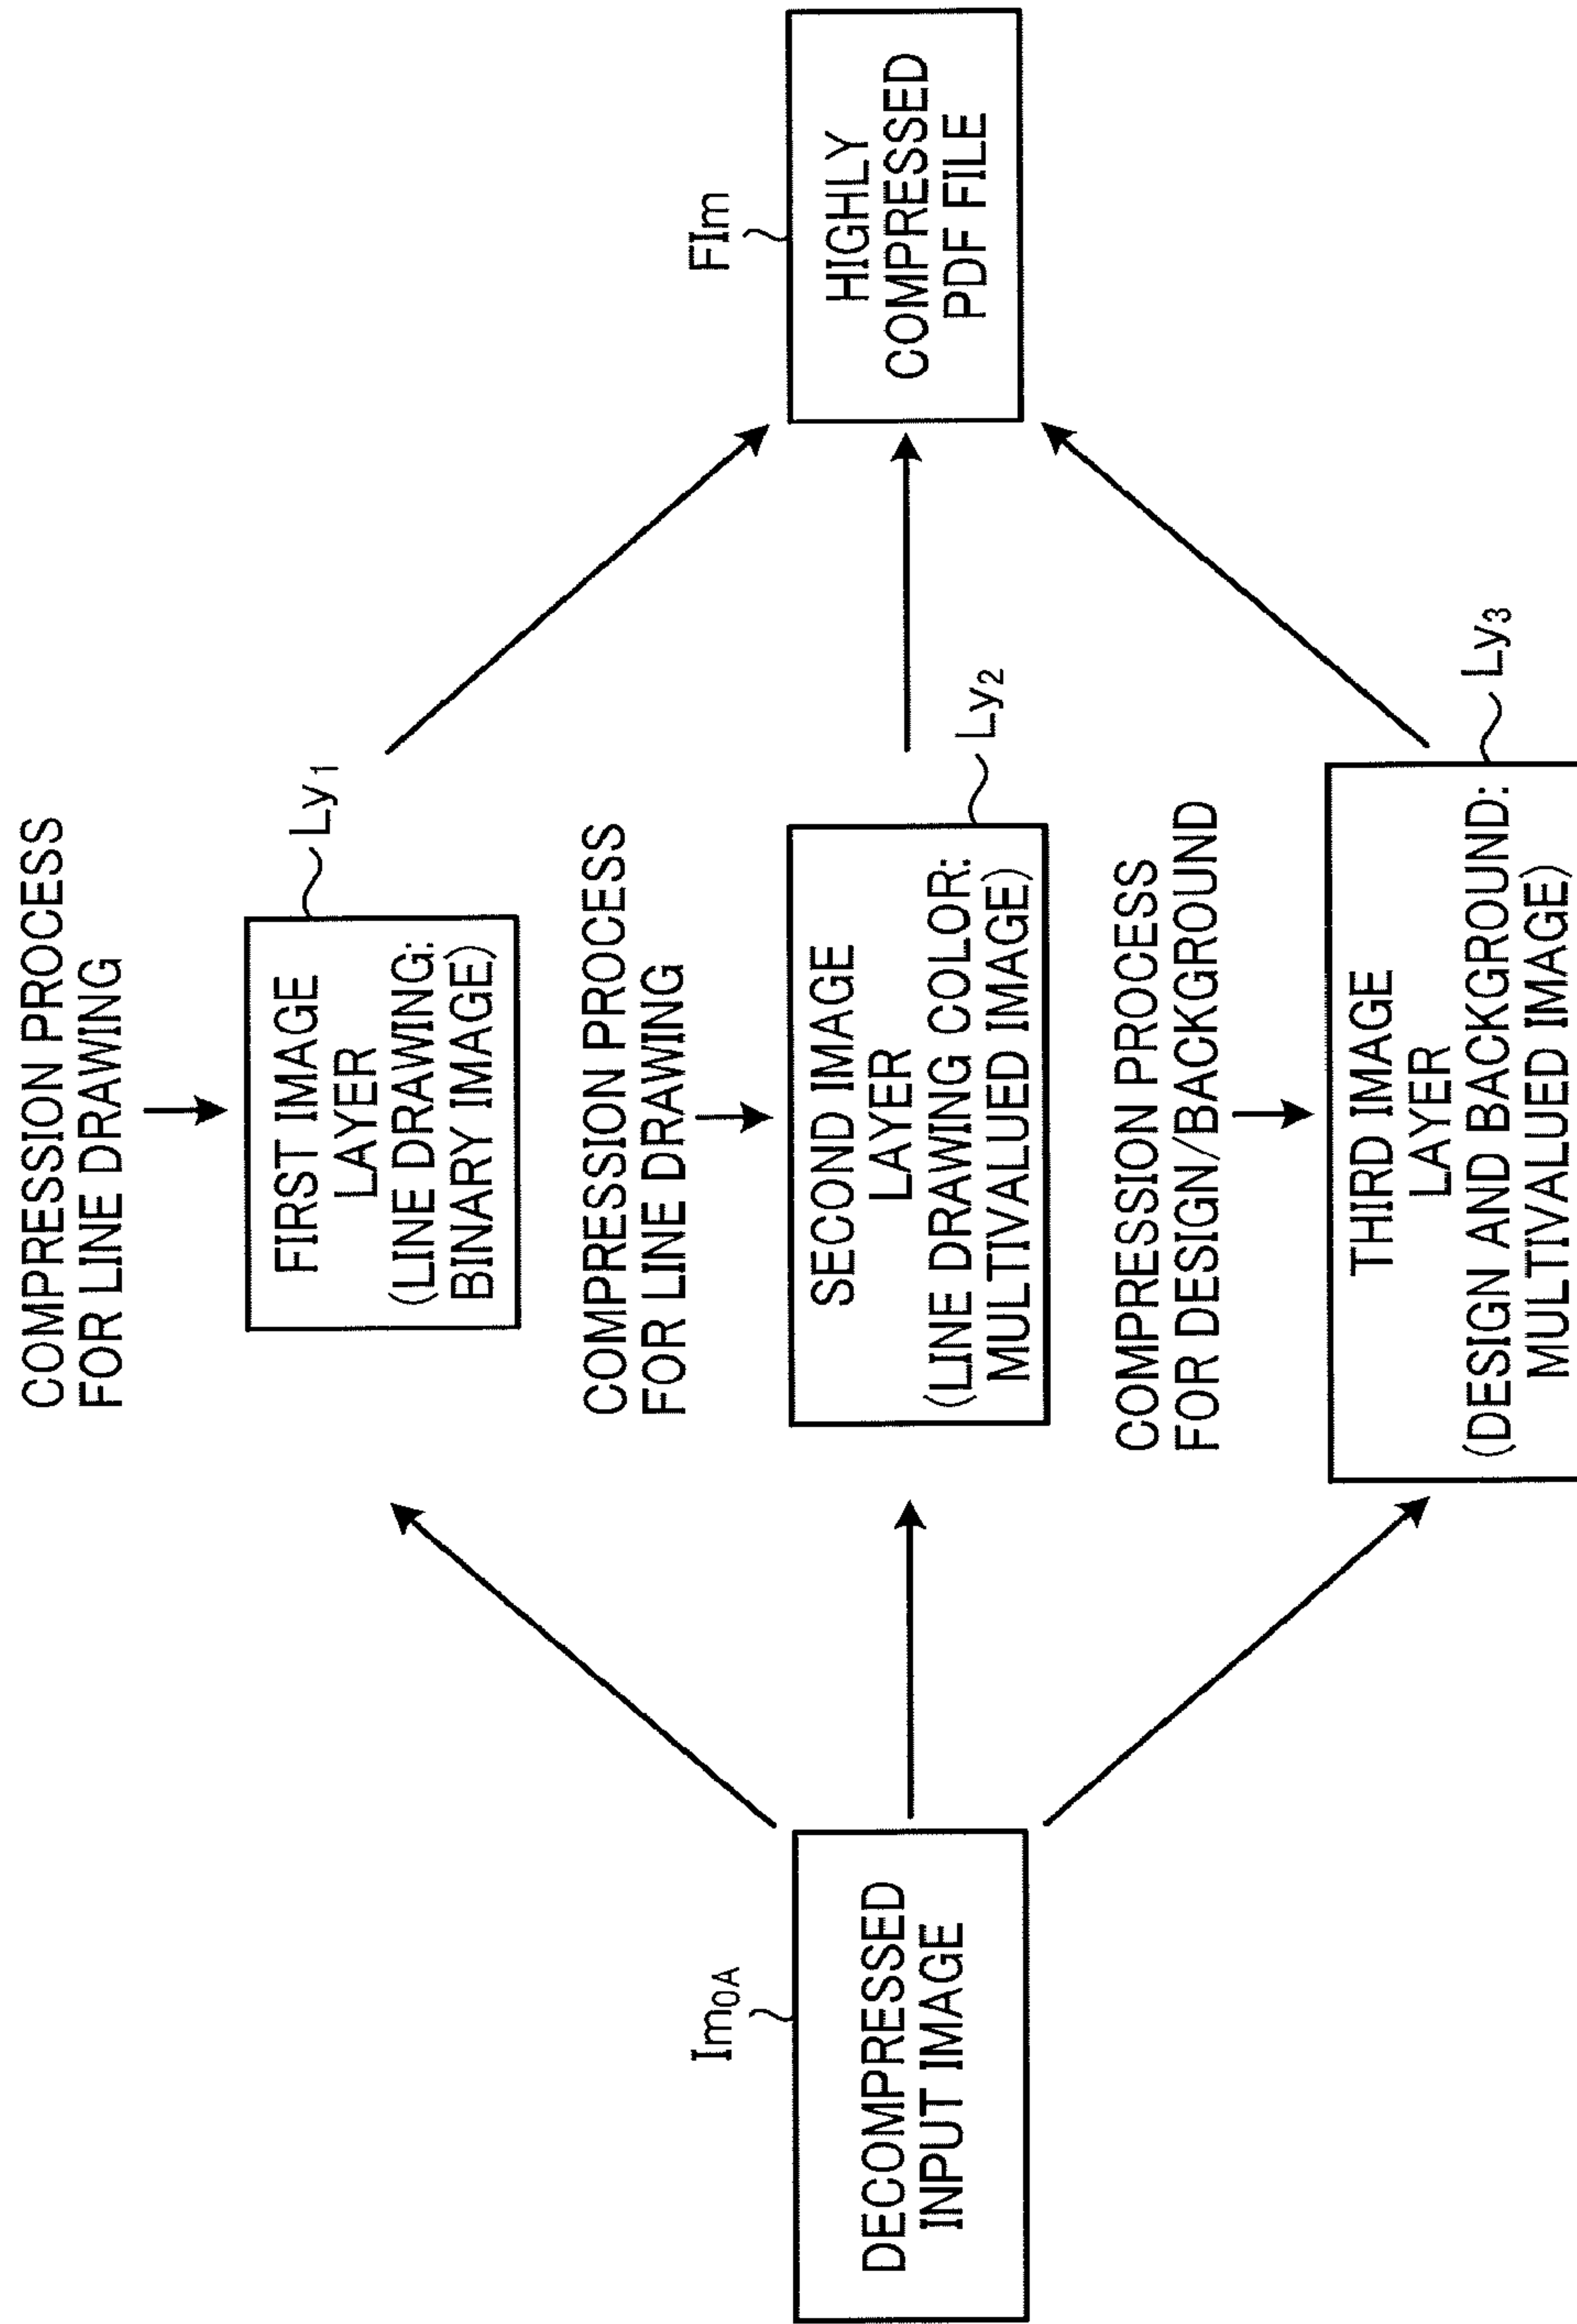 Im0A
DECOMPRESSED
INPUT IMAGE
COMPRESSION PROCESS
FOR LINE DRAWING
Ly1
FIRST IMAGE
LAYER
(LINE DRAWING:
BINARY IMAGE)
COMPRESSION PROCESS
FOR LINE DRAWING
Ly2
SECOND IMAGE
LAYER
(LINE DRAWING COLOR:
MULTIVALUED IMAGE)
COMPRESSION PROCESS
FOR DESIGN/BACKGROUND
Ly3
THIRD IMAGE
LAYER
(DESIGN AND BACKGROUND:
MULTIVALUED IMAGE)
FIm
HIGHLY
COMPRESSED
PDF FILE